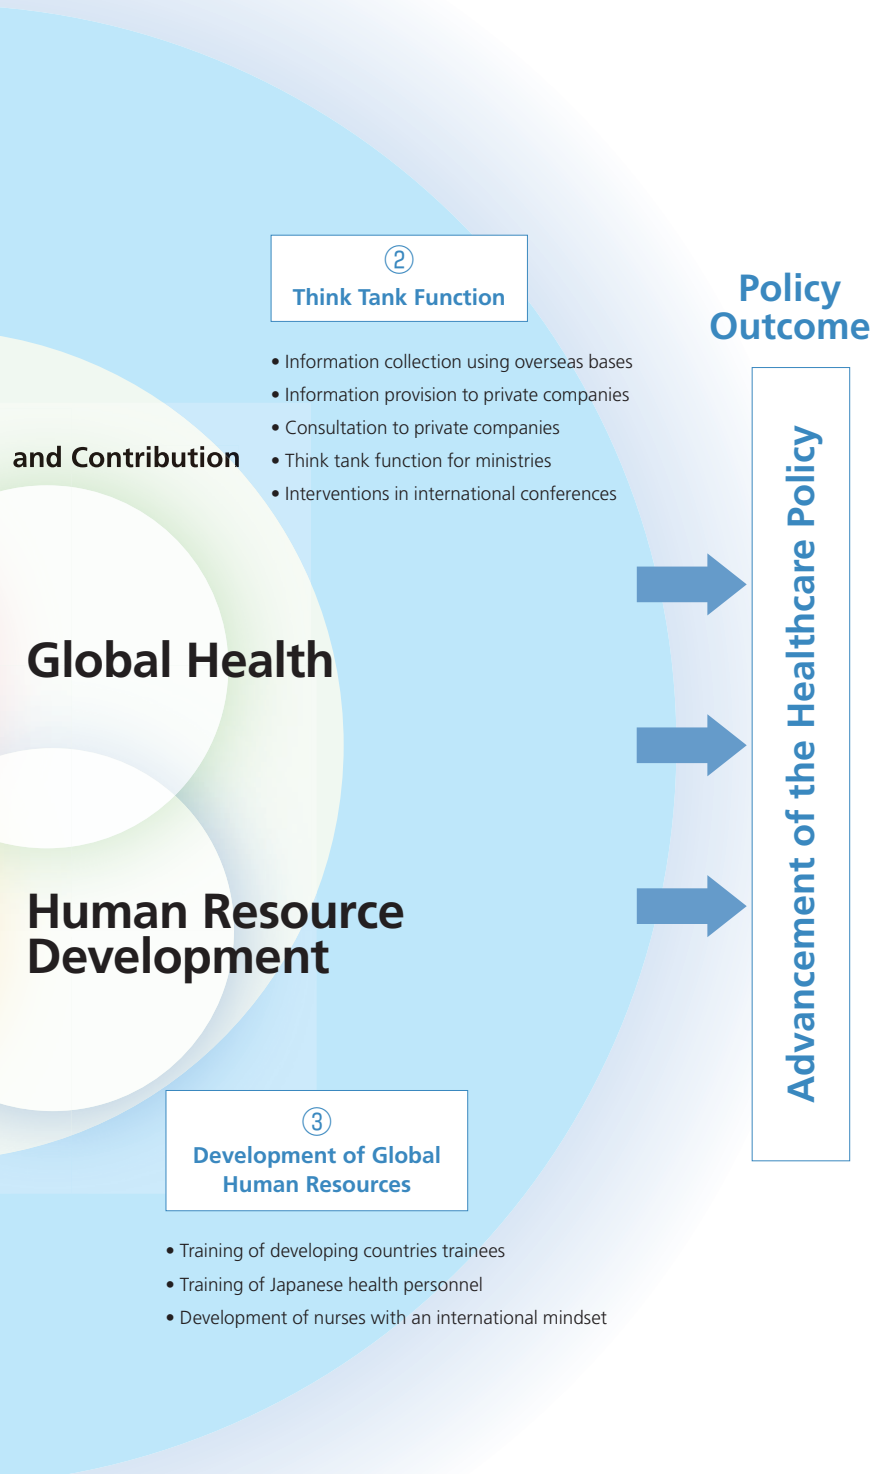 ②
Think Tank Function
• Information collection using overseas bases
• Information provision to private companies
• Consultation to private companies
• Think tank function for ministries
• Interventions in international conferences
and Contribution
Global Health
Human Resource
Development
③
Development of Global
Human Resources
• Training of developing countries trainees
• Training of Japanese health personnel
• Development of nurses with an international mindset
Policy
Outcome
Advancement of the Healthcare Policy